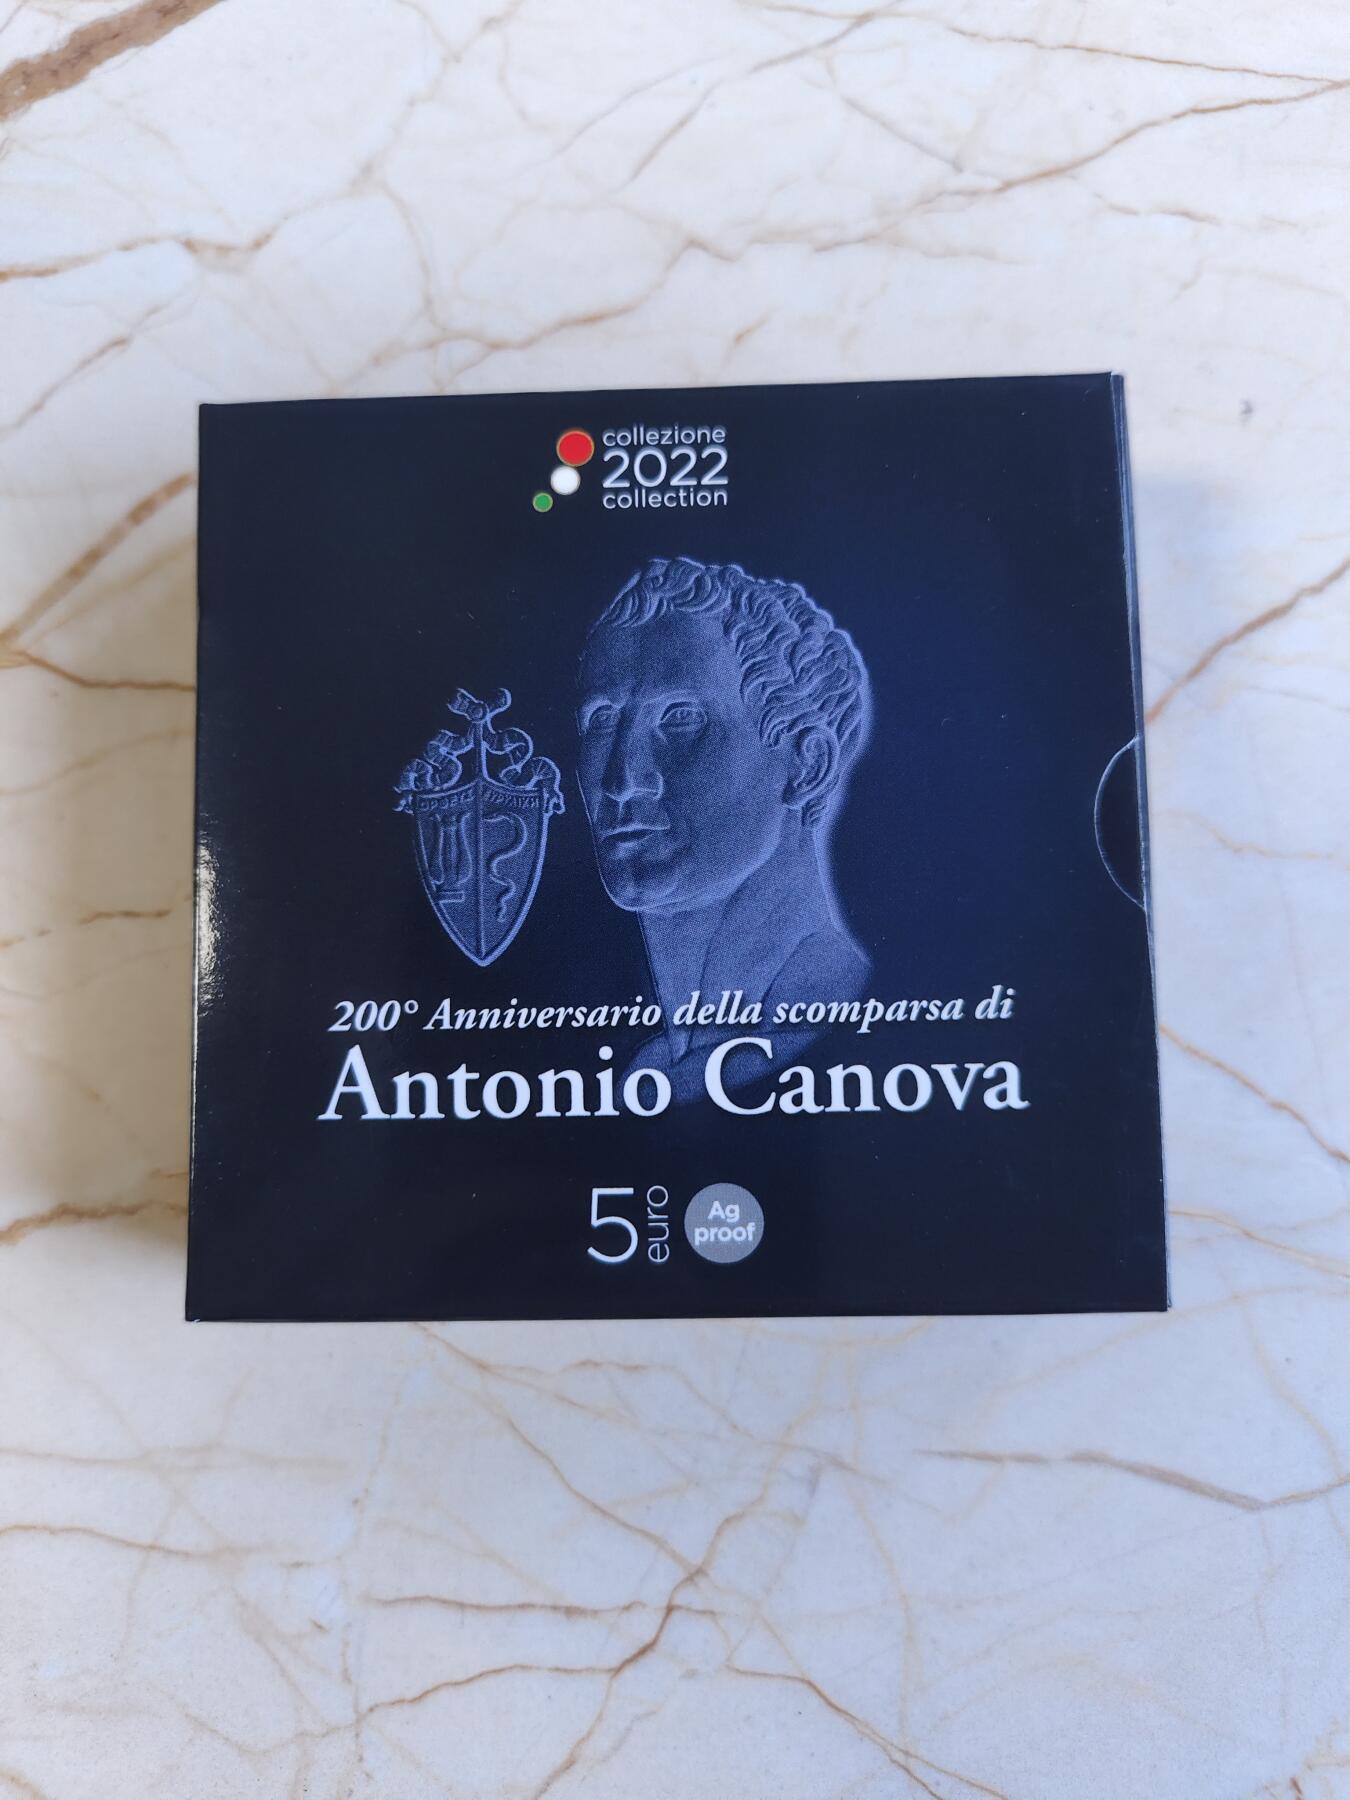 collezione
2022
collection
200° Anniversario della scomparsa di
Antonio Canova
5
euro
Ag
proof